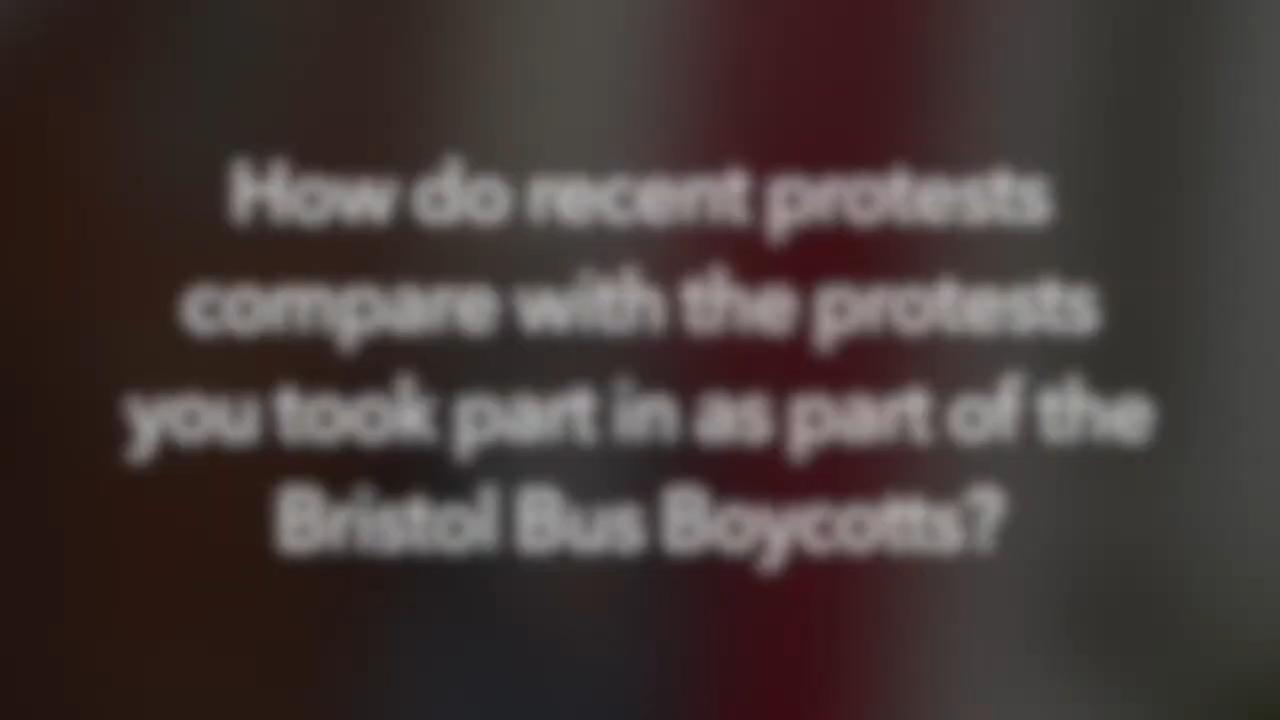 How do recent protests
compare with the protests
you took part in as part of the
Bristol Bus Boycotts?